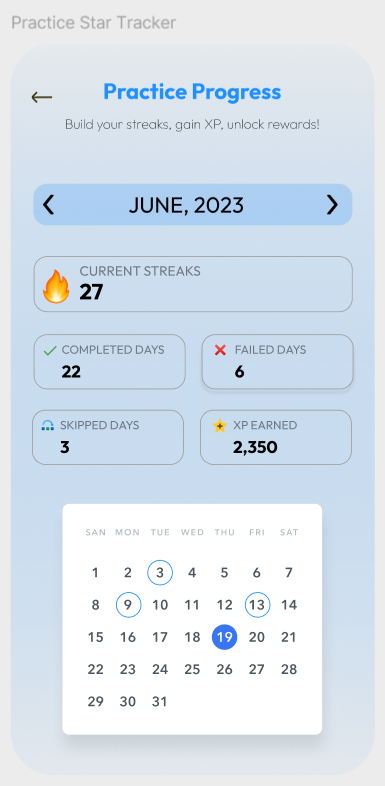 Practice Star Tracker
Practice Progress
Build your streaks, gain XP, unlock rewards!
JUNE, 2023
CURRENT STREAKS
27
COMPLETED DAYS
22
FAILED DAYS
6
SKIPPED DAYS
3
XP EARNED
2,350
SAN MON TUE WED THU FRI SAT
1 2 3 4 5 6 7
8 9 10 11 12 13 14
15 16 17 18 19 20 21
22 23 24 25 26 27 28
29 30 31